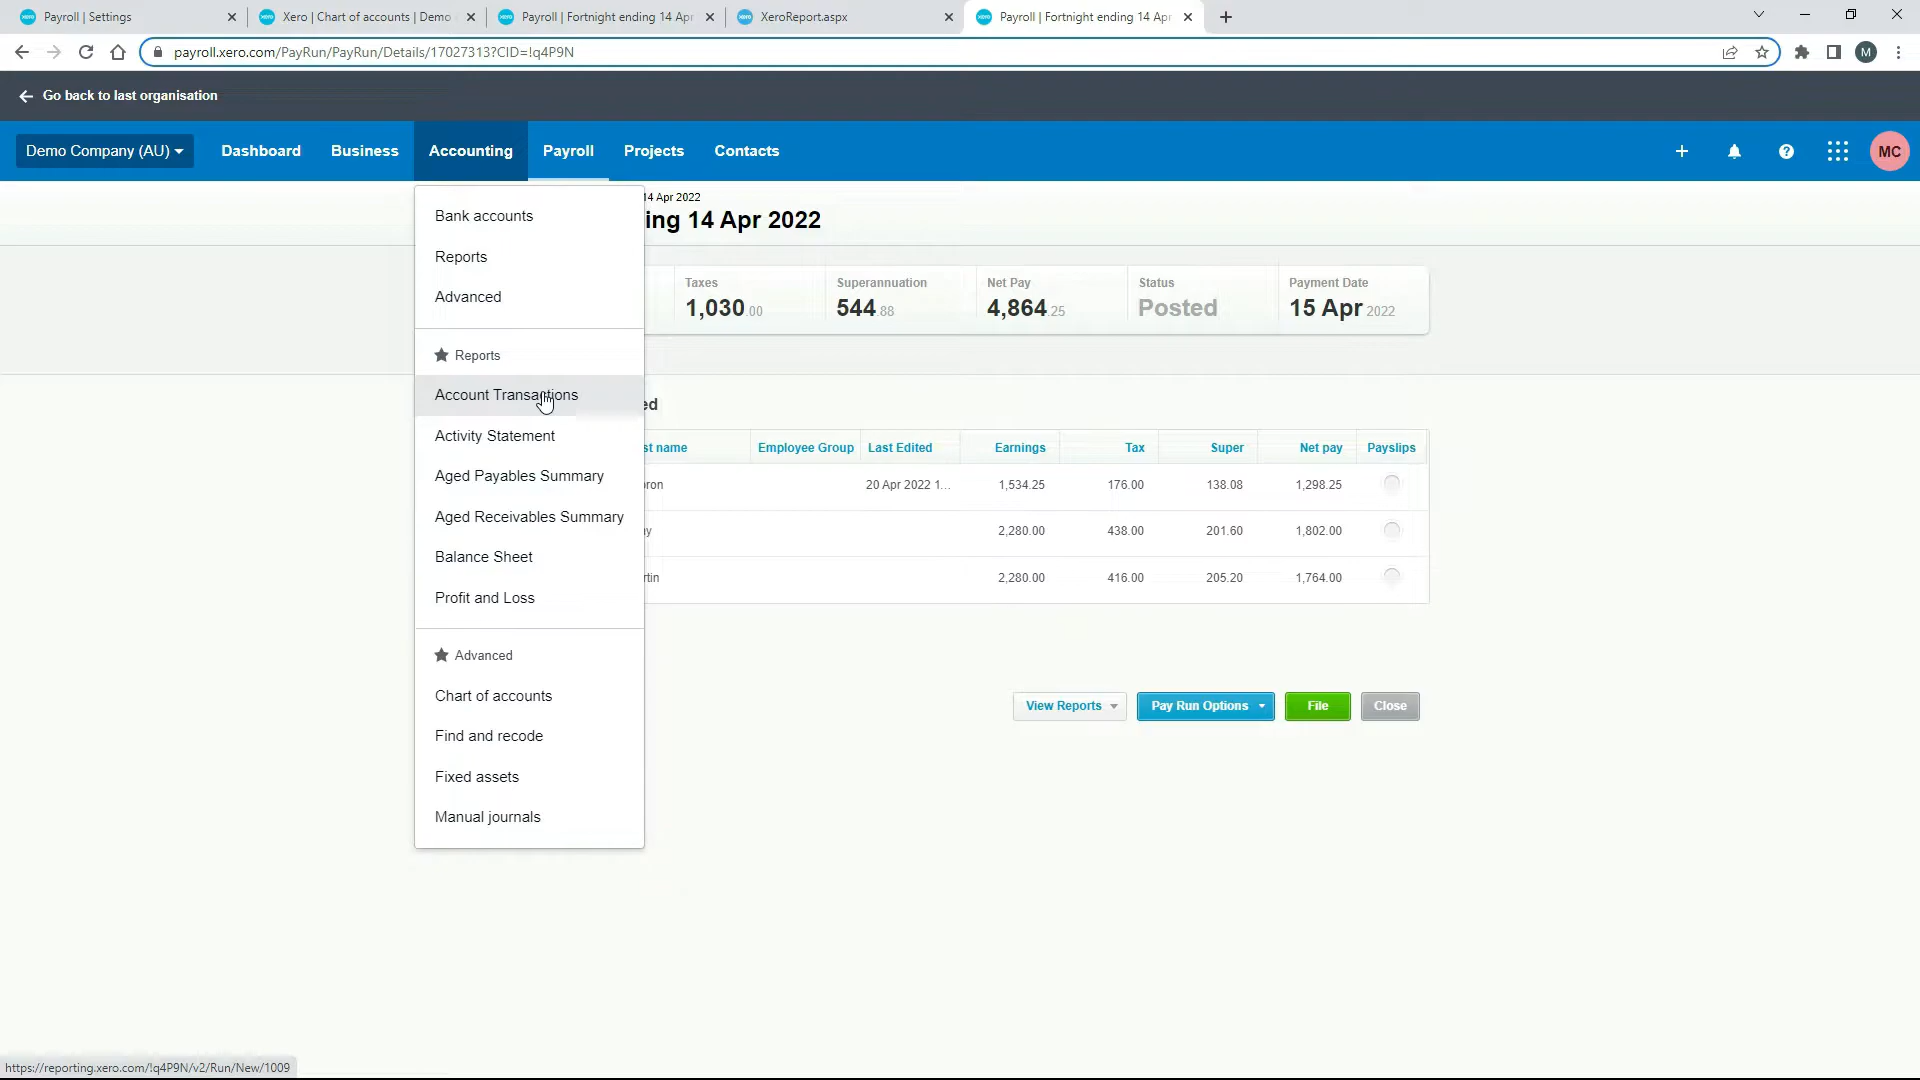 Payroll | Settings
Xero | Chart of accounts | Demo
Payroll | Fortnight ending 14 Apr
XeroReport.aspx
Payroll | Fortnight ending 14 Apr
payroll.xero.com/PayRun/PayRun/Details/17027313?CID=!q4P9N
M
Go back to last organisation
Demo Company (AU)
Dashboard
Business
Accounting
Payroll
Projects
Contacts
MC
14 Apr 2022
ing 14 Apr 2022
Bank accounts
Reports
Advanced
Reports
Account Transactions
Activity Statement
Aged Payables Summary
Aged Receivables Summary
Balance Sheet
Profit and Loss
Advanced
Chart of accounts
Find and recode
Fixed assets
Manual journals
Taxes
1,030.00
Superannuation
544.88
Net Pay
4,864.25
Status
Posted
Payment Date
15 Apr 2022
ed
st name Employee Group Last Edited Earnings Tax Super Net pay Payslips
ron 20 Apr 2022 1... 1,534.25 176.00 138.08 1,298.25
y 2,280.00 438.00 201.60 1,802.00
rtin 2,280.00 416.00 205.20 1,764.00
View Reports
Pay Run Options
File
Close
https://reporting.xero.com/!q4P9N/v2/Run/New/1009